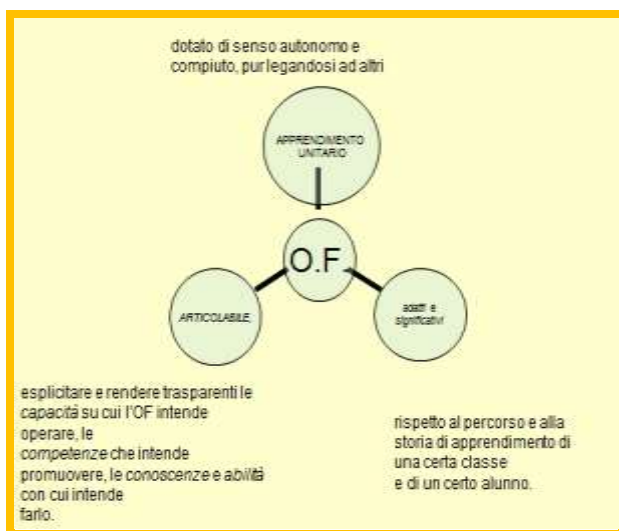 dotato di senso autonomo e
compiuto, pur legandosi ad altri
APPRENDIMENTO
UNITARIO
O.F.
ARTICOLABILE,
adatti e
significativi
esplicitare e rendere trasparenti le
capacità su cui l'OF intende
operare, le
competenze che intende
promuovere, le conoscenze e abilità
con cui intende
farlo.
rispetto al percorso e alla
storia di apprendimento di
una certa classe
e di un certo alunno.